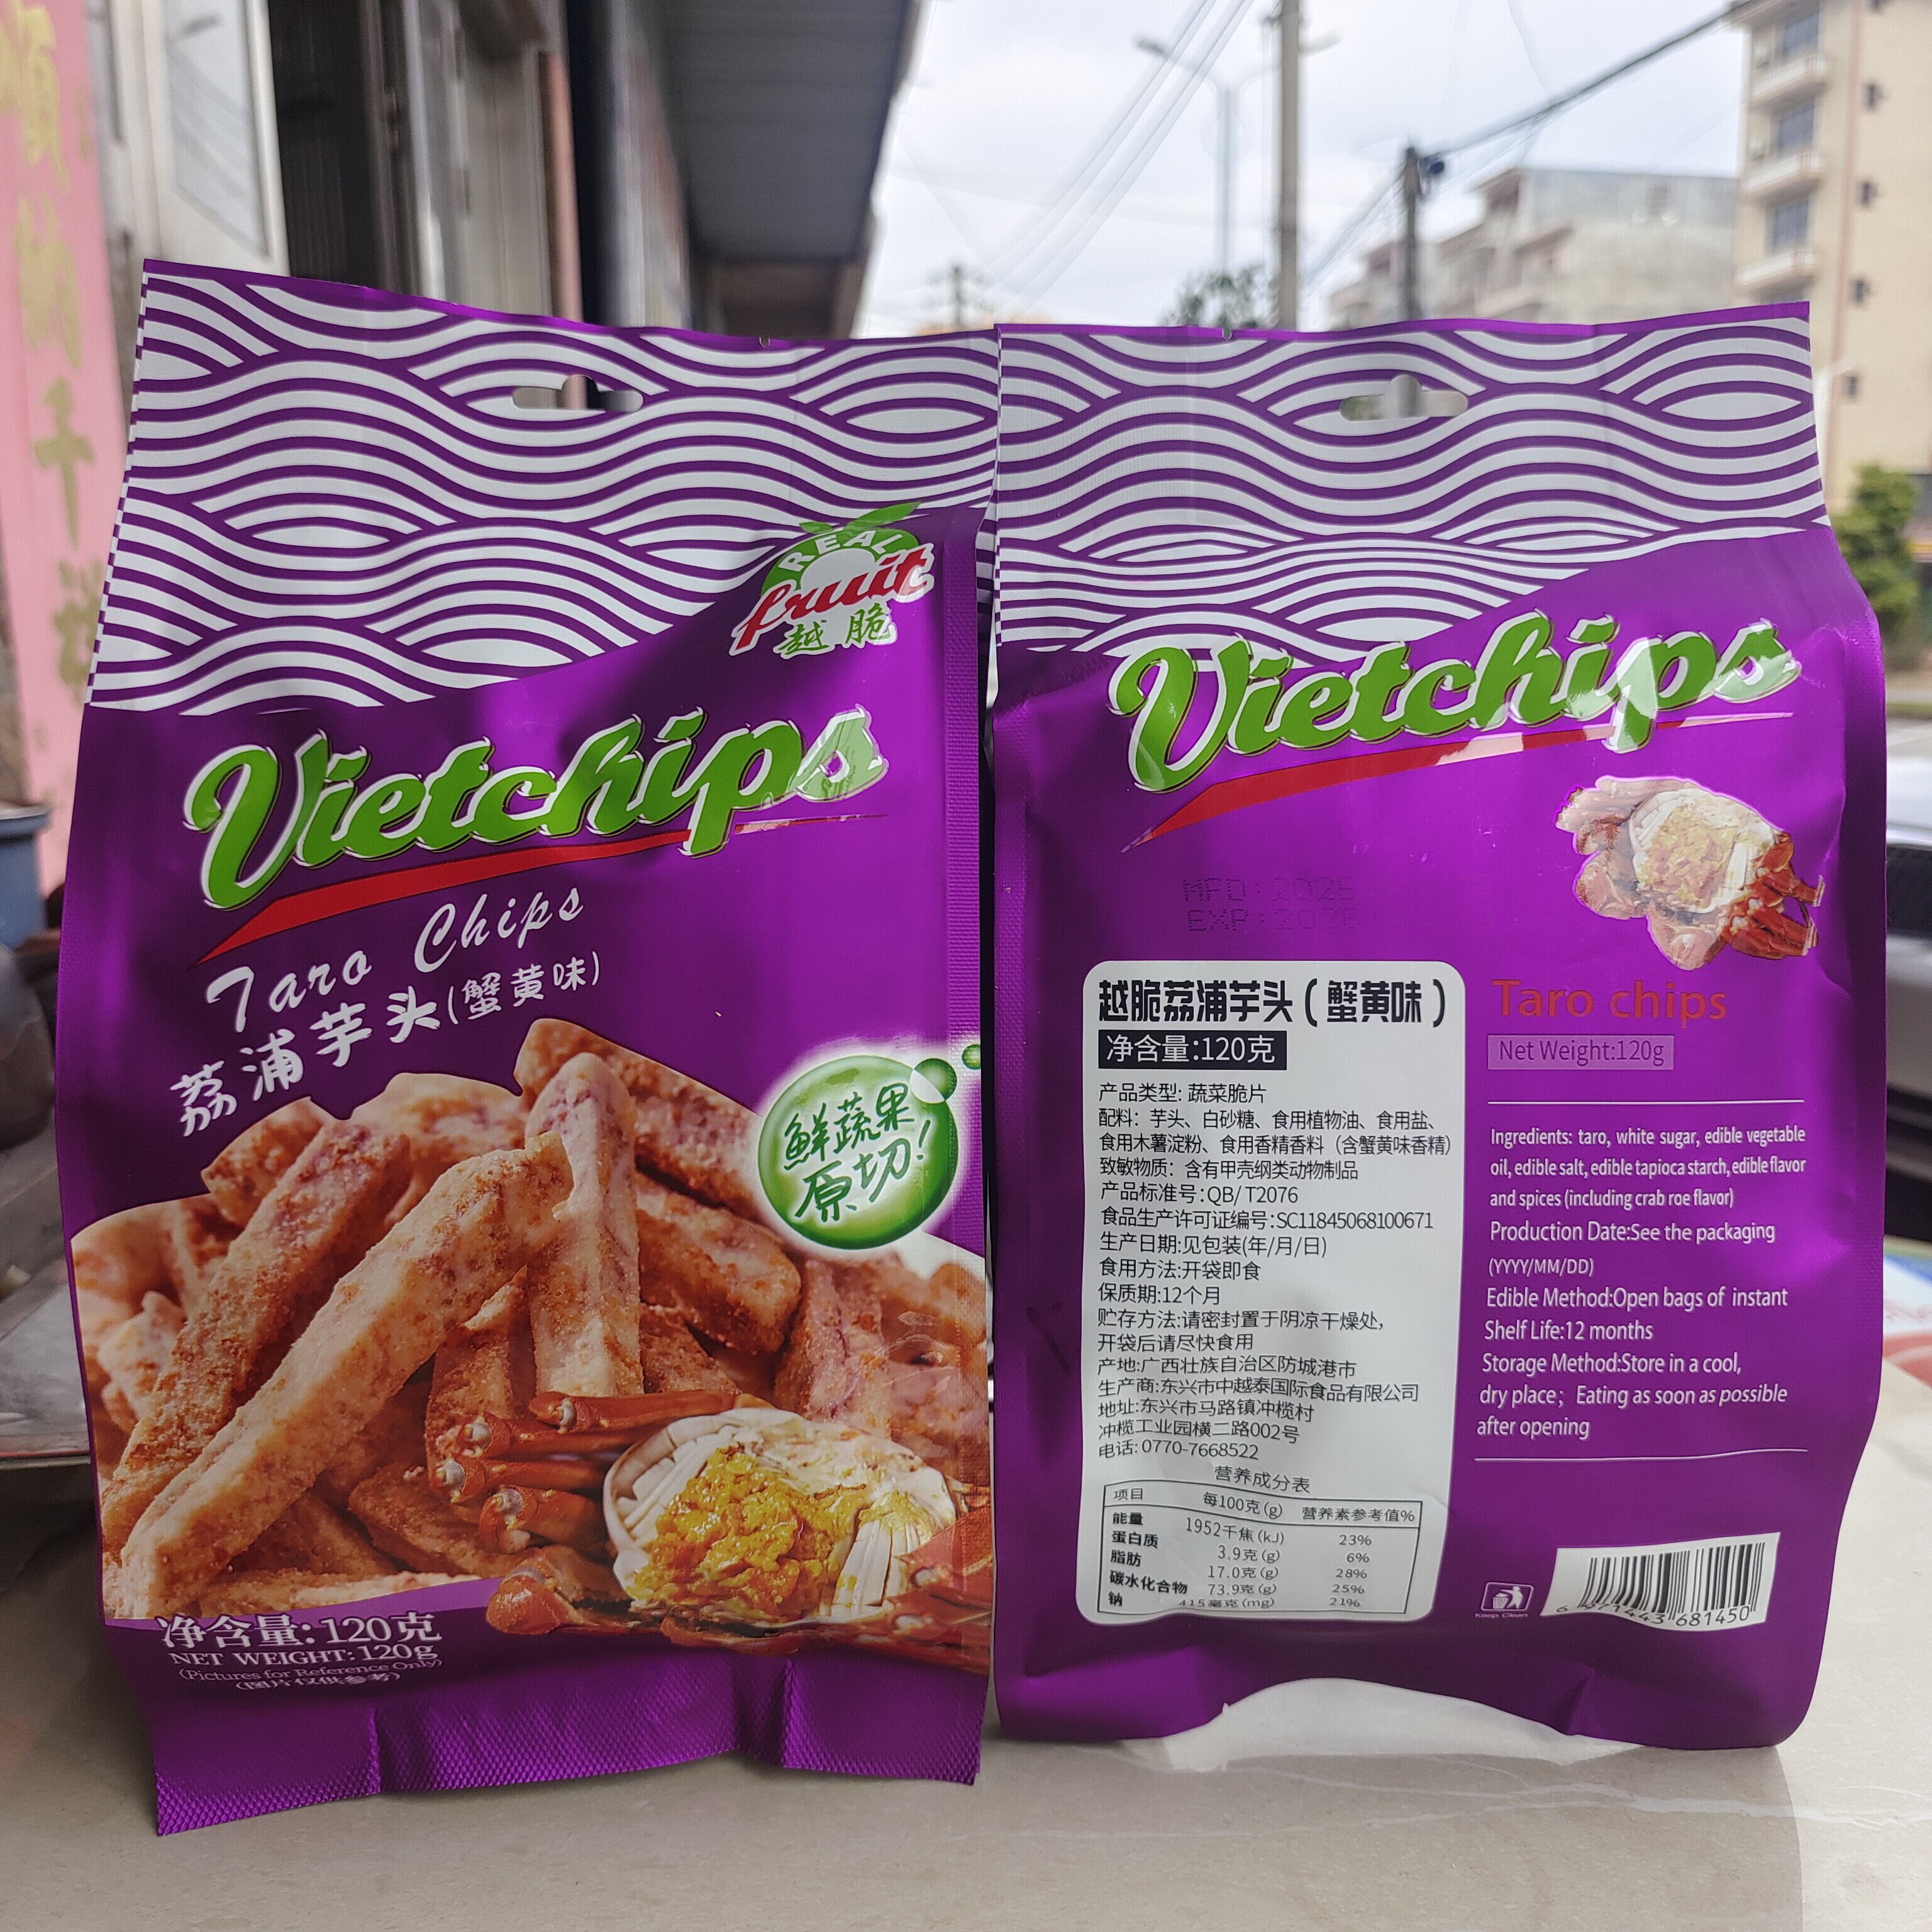 REAL
fruit
越脆
Vietchips
Taro Chips
荔浦芋头(蟹黄味)
鲜蔬果
原切!
净含量:120克
NET WEIGHT:120g
(Pictures for Reference Only)
(图片仅供参考)
Vietchips
MFD:2025
EXP:2026
越脆荔浦芋头(蟹黄味)
净含量:120克
产品类型: 蔬菜脆片
配料: 芋头、白砂糖、食用植物油、食用盐、
食用木薯淀粉、食用香精香料 (含蟹黄味香精)
致敏物质: 含有甲壳纲类动物制品
产品标准号:QB/T2076
食品生产许可证编号:SC11845068100671
生产日期:见包装(年/月/日)
食用方法:开袋即食
保质期:12个月
贮存方法:请密封置于阴凉干燥处,
开袋后请尽快食用
产地:广西壮族自治区防城港市
生产商:东兴市中越泰国际食品有限公司
地址:东兴市马路镇冲榄村
冲榄工业园横二路002号
电话: 0770-7668522
营养成分表
项目 每100克(g) 营养素参考值%
能量 1952千焦(kJ) 23%
蛋白质 3.9克(g) 6%
脂肪 17.0克(g) 28%
碳水化合物 73.9克(g) 25%
钠 415毫克(mg) 21%
Taro chips
Net Weight:120g
Ingredients: taro, white sugar, edible vegetable
oil, edible salt, edible tapioca starch, edible flavor
and spices (including crab roe flavor)
Production Date:See the packaging
(YYYY/MM/DD)
Edible Method:Open bags of instant
Shelf Life:12 months
Storage Method:Store in a cool,
dry place; Eating as soon as possible
after opening
Keep Clean
681450